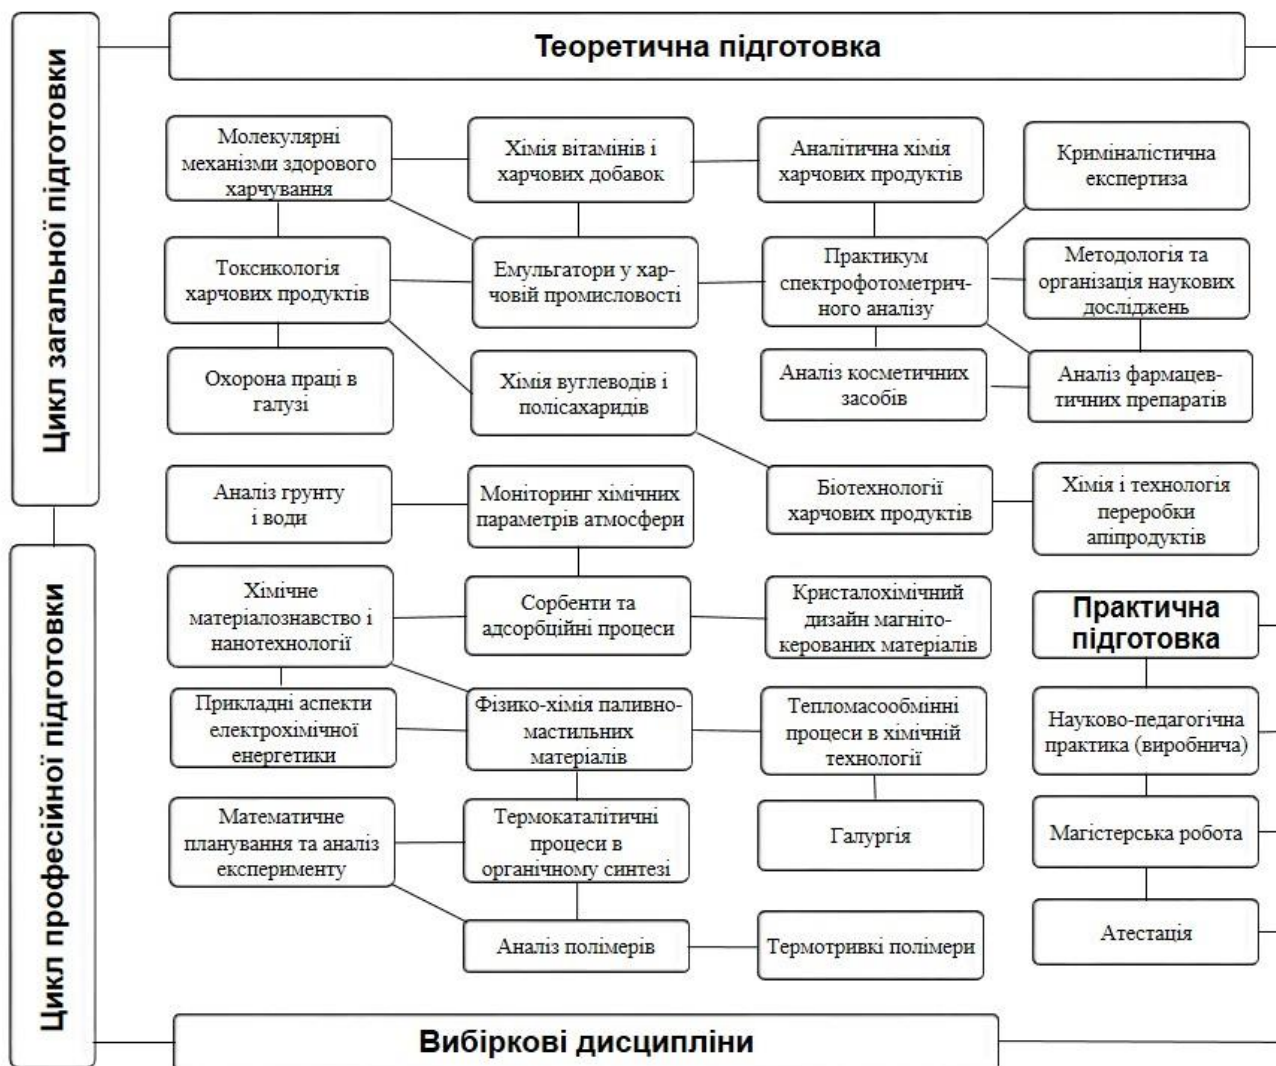 Цикл загальної підготовки
Теоретична підготовка
Молекулярні
механізми здорового
харчування
Хімія вітамінів і
харчових добавок
Аналітична хімія
харчових продуктів
Криміналістична
експертиза
Токсикологія
харчових продуктів
Емульгатори у хар-
човій промисловості
Практикум
спектрофотометрич-
ного аналізу
Методологія та
організація наукових
досліджень
Охорона праці в
галузі
Хімія вуглеводів і
полісахаридів
Аналіз косметичних
засобів
Аналіз фармацев-
тичних препаратів
Аналіз грунту
і води
Моніторинг хімічних
параметрів атмосфери
Біотехнології
харчових продуктів
Хімія і технологія
переробки
апіпродуктів
Цикл професійної підготовки
Хімічне
матеріалознавство і
нанотехнології
Сорбенти та
адсорбційні процеси
Кристалохімічний
дизайн магніто-
керованих матеріалів
Практична
підготовка
Прикладні аспекти
електрохімічної
енергетики
Фізико-хімія паливно-
мастильних
матеріалів
Тепломасообмінні
процеси в хімічній
технології
Науково-педагогічна
практика (виробнича)
Математичне
планування та аналіз
експерименту
Термокаталітичні
процеси в
органічному синтезі
Галургія
Магістерська робота
Аналіз полімерів
Термотривкі полімери
Атестація
Вибіркові дисципліни